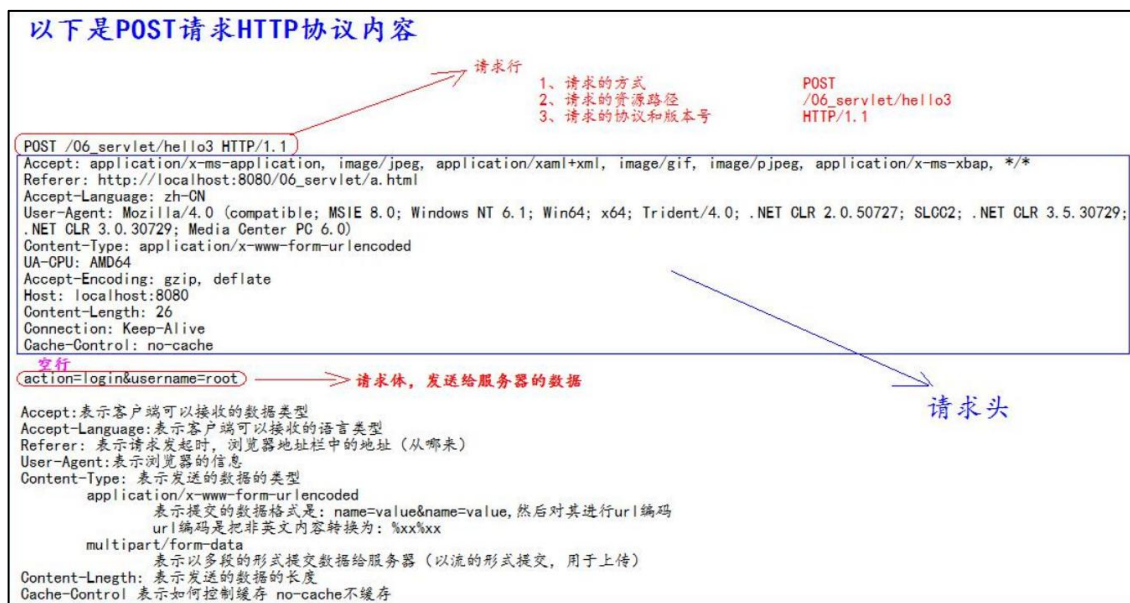 以下是POST请求HTTP协议内容
请求行
1、请求的方式 POST
2、请求的资源路径 /06_servlet/hello3
3、请求的协议和版本号 HTTP/1.1
POST /06_servlet/hello3 HTTP/1.1
Accept: application/x-ms-application, image/jpeg, application/xaml+xml, image/gif, image/pjpeg, application/x-ms-xbap, */*
Referer: http://localhost:8080/06_servlet/a.html
Accept-Language: zh-CN
User-Agent: Mozilla/4.0 (compatible; MSIE 8.0; Windows NT 6.1; Win64; x64; Trident/4.0; .NET CLR 2.0.50727; SLCC2; .NET CLR 3.5.30729;
.NET CLR 3.0.30729; Media Center PC 6.0)
Content-Type: application/x-www-form-urlencoded
UA-CPU: AMD64
Accept-Encoding: gzip, deflate
Host: localhost:8080
Content-Length: 26
Connection: Keep-Alive
Cache-Control: no-cache
空行
action=login&username=root
请求体，发送给服务器的数据
请求头
Accept:表示客户端可以接收的数据类型
Accept-Language:表示客户端可以接收的语言类型
Referer: 表示请求发起时，浏览器地址栏中的地址（从哪来）
User-Agent:表示浏览器的信息
Content-Type: 表示发送的数据的类型
application/x-www-form-urlencoded
表示提交的数据格式是: name=value&name=value,然后对其进行url编码
url编码是把非英文内容转换为: %xx%xx
multipart/form-data
表示以多段的形式提交数据给服务器（以流的形式提交，用于上传）
Content-Lnegth: 表示发送的数据的长度
Cache-Control 表示如何控制缓存 no-cache不缓存